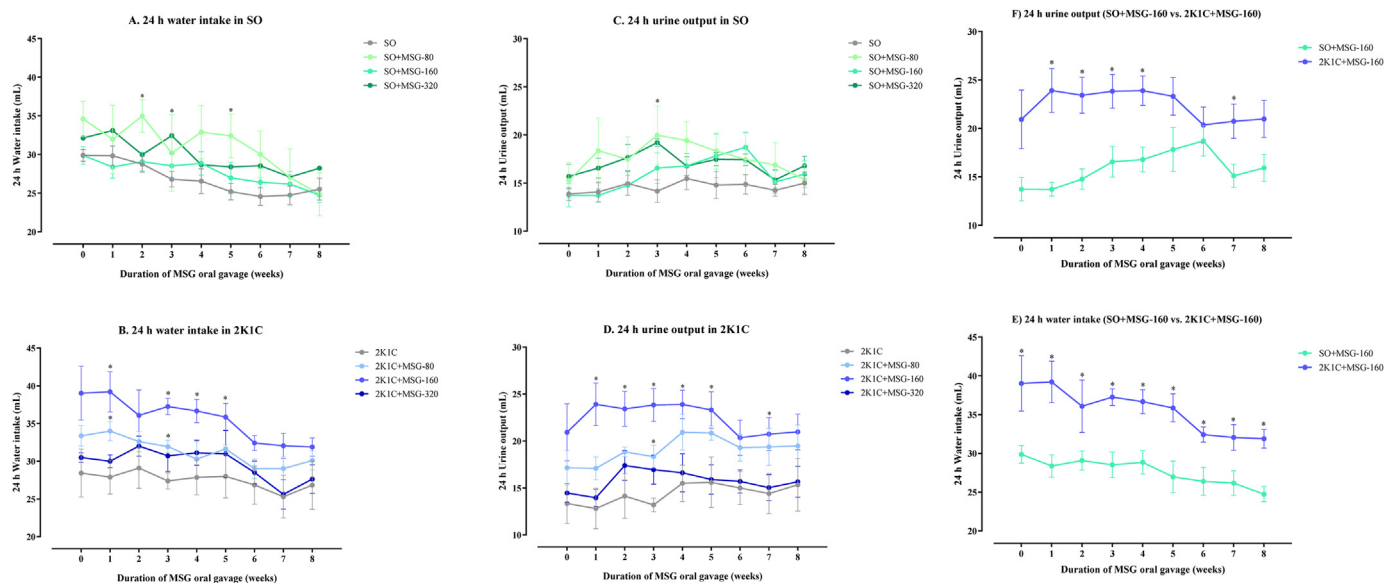 A. 24 h water intake in SO
24 h Water intake (mL)
45
40
35
30
25
20
0 1 2 3 4 5 6 7 8
Duration of MSG oral gavage (weeks)
SO
SO+MSG-80
SO+MSG-160
SO+MSG-320
* * *
C. 24 h urine output in SO
24 h Urine output (mL)
30
25
20
15
10
0 1 2 3 4 5 6 7 8
Duration of MSG oral gavage (weeks)
SO
SO+MSG-80
SO+MSG-160
SO+MSG-320
*
F) 24 h urine output (SO+MSG-160 vs. 2K1C+MSG-160)
24 h Urine output (mL)
30
25
20
15
10
0 1 2 3 4 5 6 7 8
Duration of MSG oral gavage (weeks)
SO+MSG-160
2K1C+MSG-160
* * * * *
B. 24 h water intake in 2K1C
24 h Water intake (mL)
45
40
35
30
25
20
0 1 2 3 4 5 6 7 8
Duration of MSG oral gavage (weeks)
2K1C
2K1C+MSG-80
2K1C+MSG-160
2K1C+MSG-320
* * * *
* *
D. 24 h urine output in 2K1C
24 h Urine output (mL)
30
25
20
15
10
0 1 2 3 4 5 6 7 8
Duration of MSG oral gavage (weeks)
2K1C
2K1C+MSG-80
2K1C+MSG-160
2K1C+MSG-320
* * * * * *
*
E) 24 h water intake (SO+MSG-160 vs. 2K1C+MSG-160)
24 h Water intake (mL)
45
40
35
30
25
20
0 1 2 3 4 5 6 7 8
Duration of MSG oral gavage (weeks)
SO+MSG-160
2K1C+MSG-160
* * * * * * * * *